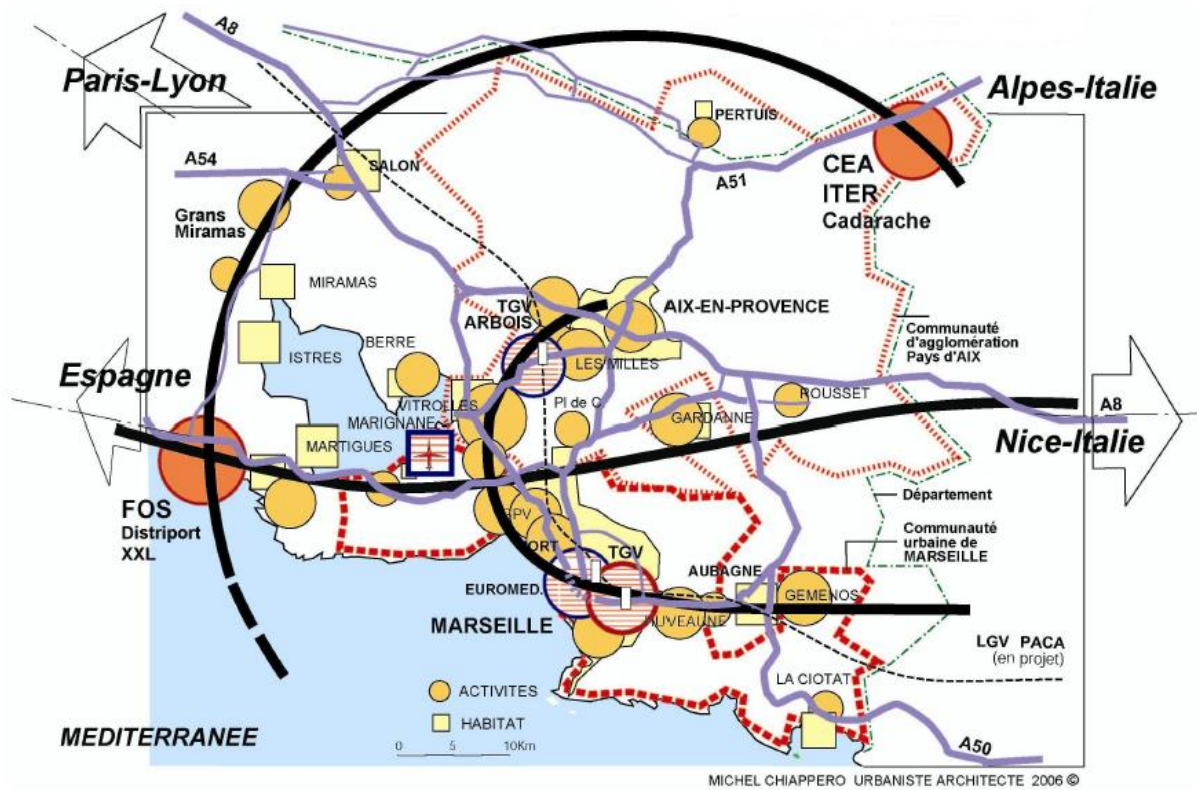 A8
Paris-Lyon
Alpes-Italie
PERTUIS
A54
SALON
A51
CEA
ITER
Cadarache
Grans
Miramas
MIRAMAS
TGV
ARBOIS
AIX-EN-PROVENCE
Communauté
d'agglomération
Pays d'AIX
BERRE
ISTRES
LES MILLES
Espagne
VITROLLES
Pl de C.
ROUSSET
MARIGNANE
GARDANNE
A8
MARTIGUES
Nice-Italie
FOS
Distriport
XXL
Département
Communauté
urbaine de
MARSEILLE
TGV
AUBAGNE
EUROMED.
GEMENOS
MARSEILLE
HUVEAUNE
LGV PACA
(en projet)
LA CIOTAT
ACTIVITES
HABITAT
MEDITERRANEE
0 5 10Km
A50
MICHEL CHIAPPERO URBANISTE ARCHITECTE 2006 ©